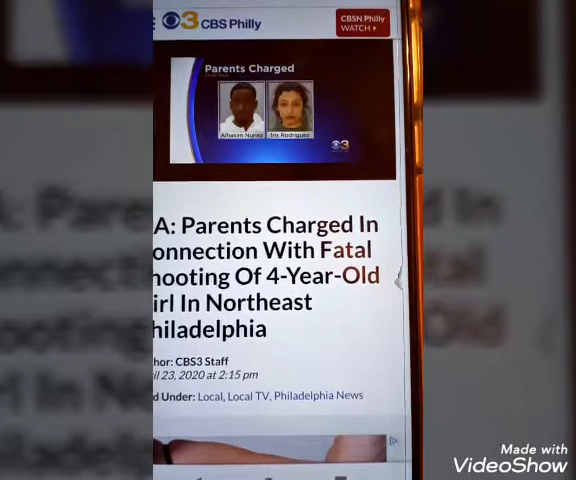 3 CBS Philly
CBSN Philly
WATCH
Parents Charged
Alhakim Nunez
Iris Rodriguez
3
A: Parents Charged In
onnection With Fatal
hooting Of 4-Year-Old
irl In Northeast
hiladelphia
hor: CBS3 Staff
il 23, 2020 at 2:15 pm
d Under: Local, Local TV, Philadelphia News
Made with
VideoShow